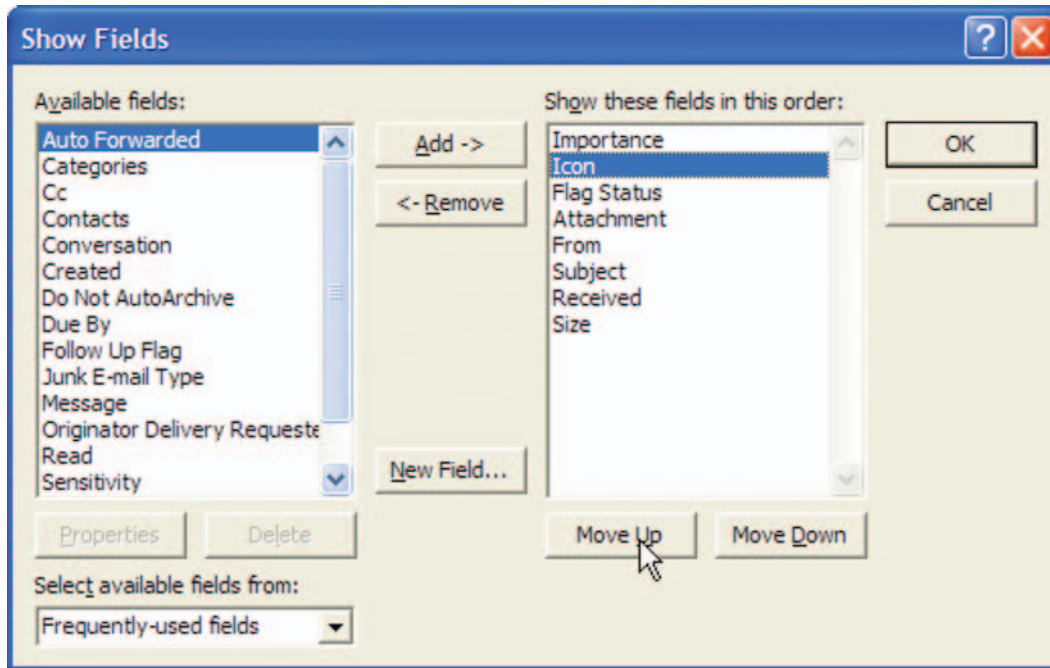 Show Fields
Available fields:
Auto Forwarded
Categories
Cc
Contacts
Conversation
Created
Do Not AutoArchive
Due By
Follow Up Flag
Junk E-mail Type
Message
Originator Delivery Requeste
Read
Sensitivity
Properties
Delete
Select available fields from:
Frequently-used fields
Add ->
<- Remove
New Field...
Show these fields in this order:
Importance
Icon
Flag Status
Attachment
From
Subject
Received
Size
Move Up
Move Down
OK
Cancel